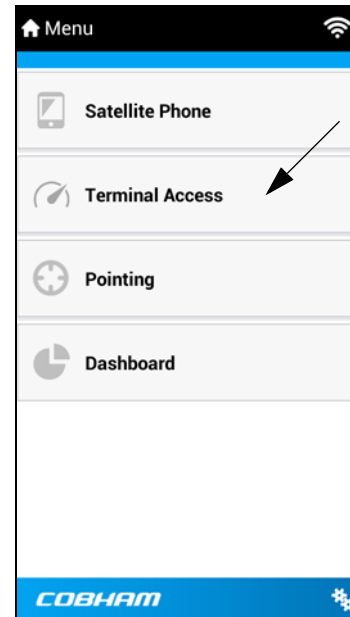 Menu
Satellite Phone
Terminal Access
Pointing
Dashboard
COBHAM